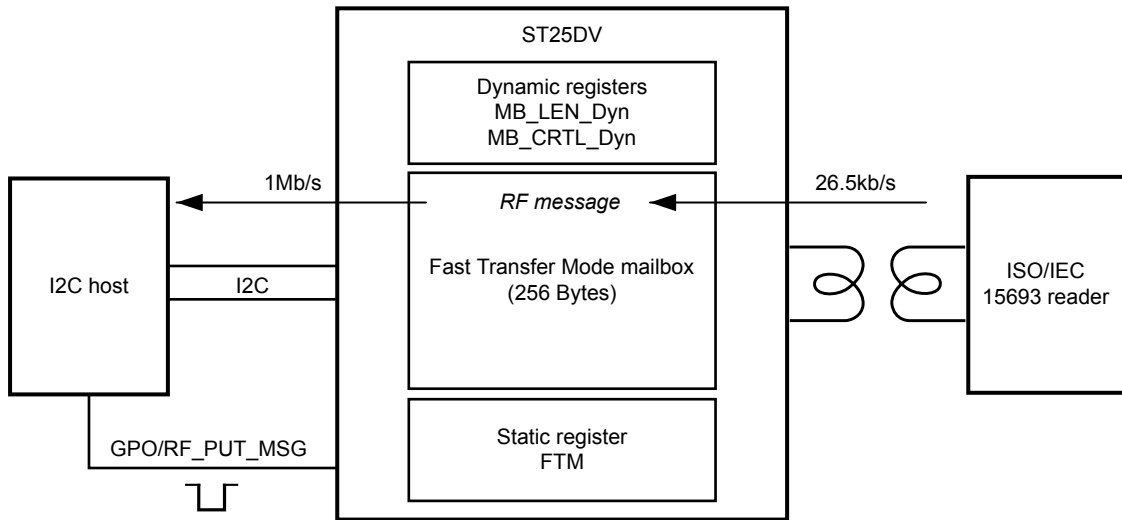 ST25DV
Dynamic registers
MB_LEN_Dyn
MB_CRTL_Dyn
1Mb/s
RF message
26.5kb/s
I2C host
I2C
Fast Transfer Mode mailbox
(256 Bytes)
ISO/IEC
15693 reader
GPO/RF_PUT_MSG
Static register
FTM